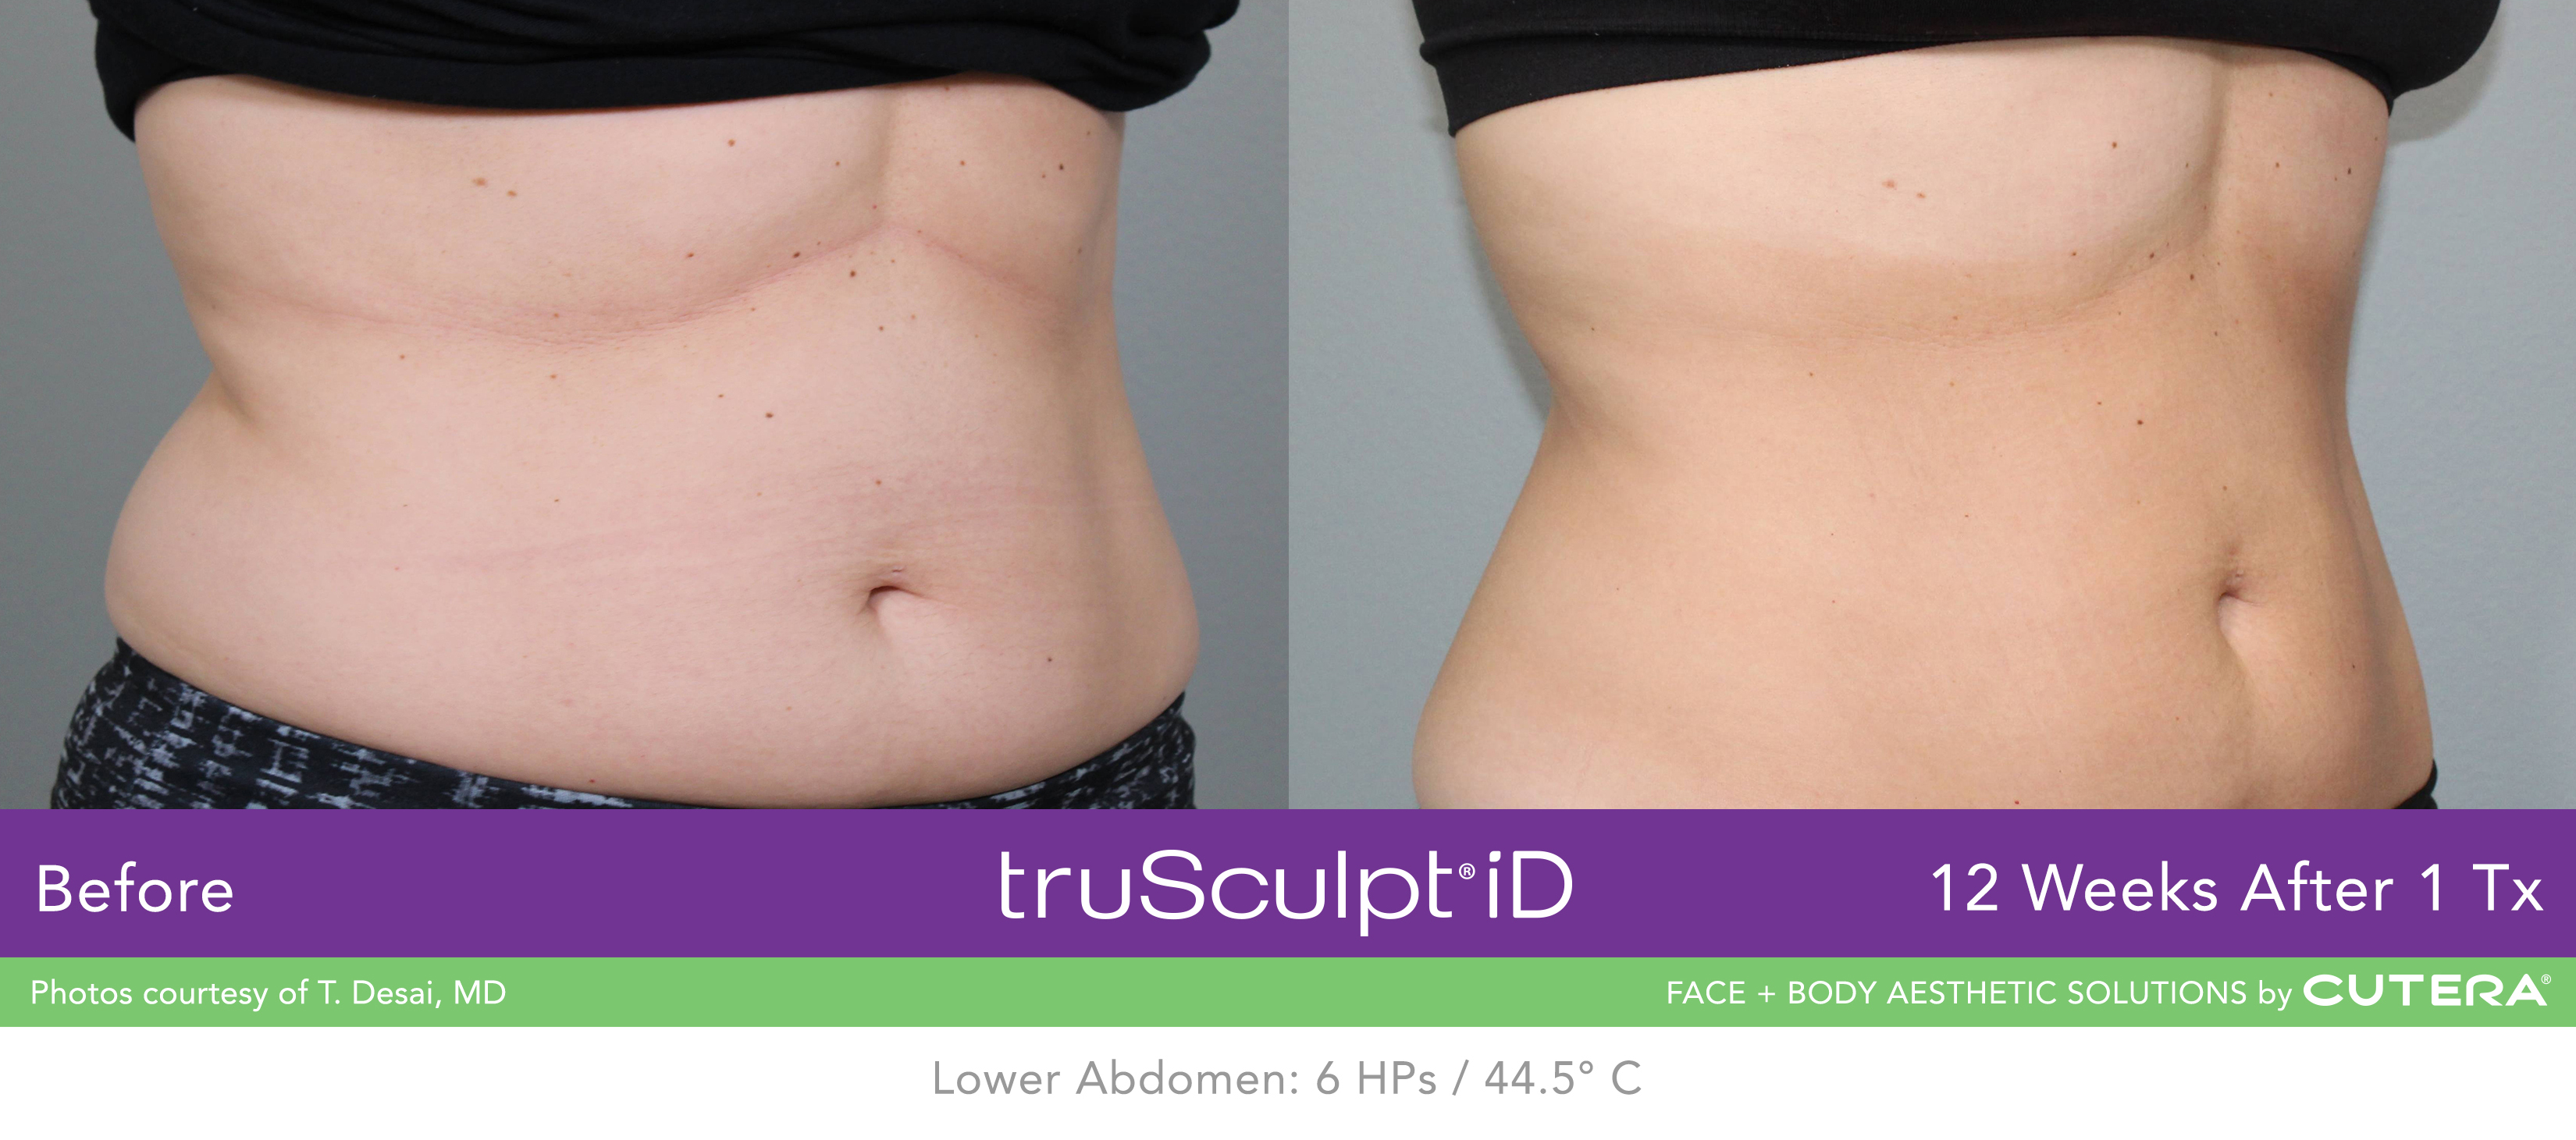 Before
truSculpt® iD
12 Weeks After 1 Tx
Photos courtesy of T. Desai, MD
FACE + BODY AESTHETIC SOLUTIONS by CUTERA®
Lower Abdomen: 6 HPs / 44.5° C